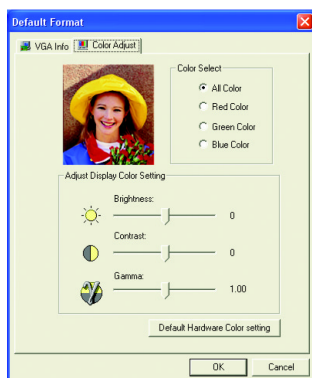 Default Format
VGA Info
Color Adjust
Color Select
All Color
Red Color
Green Color
Blue Color
Adjust Display Color Setting
Brightness:
0
Contrast:
0
Gamma:
1.00
Default Hardware Color setting
OK
Cancel